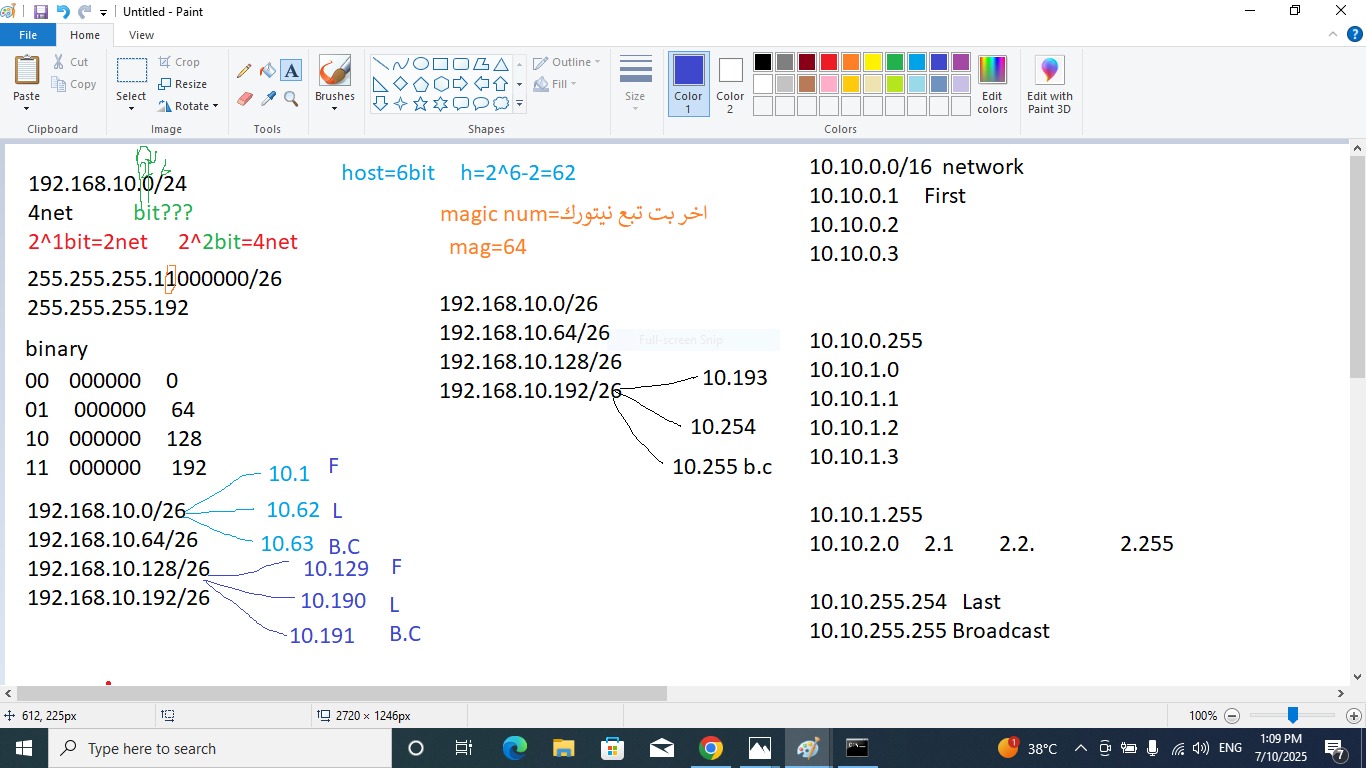 Untitled - Paint
File
Home
View
Paste
Cut
Copy
Clipboard
Select
Crop
Resize
Rotate
Image
Tools
Brushes
Outline
Fill
Shapes
Size
Color 1
Color 2
Colors
Edit colors
Edit with Paint 3D
192.168.10.0/24
4net bit???
2^1bit=2net 2^2bit=4net
255.255.255.11000000/26
255.255.255.192
binary
00 000000 0
01 000000 64
10 000000 128
11 000000 192
192.168.10.0/26
192.168.10.64/26
192.168.10.128/26
192.168.10.192/26
10.1 F
10.62 L
10.63 B.C
10.129 F
10.190 L
10.191 B.C
host=6bit h=2^6-2=62
magic num=اخر بت تبع نيتورك
mag=64
192.168.10.0/26
192.168.10.64/26
192.168.10.128/26
192.168.10.192/26
Full-screen Snip
10.193
10.254
10.255 b.c
10.10.0.0/16 network
10.10.0.1 First
10.10.0.2
10.10.0.3
10.10.0.255
10.10.1.0
10.10.1.1
10.10.1.2
10.10.1.3
10.10.1.255
10.10.2.0 2.1 2.2. 2.255
10.10.255.254 Last
10.10.255.255 Broadcast
612, 225px
2720 × 1246px
100%
Type here to search
1
38°C
ENG
1:09 PM
7/10/2025
7